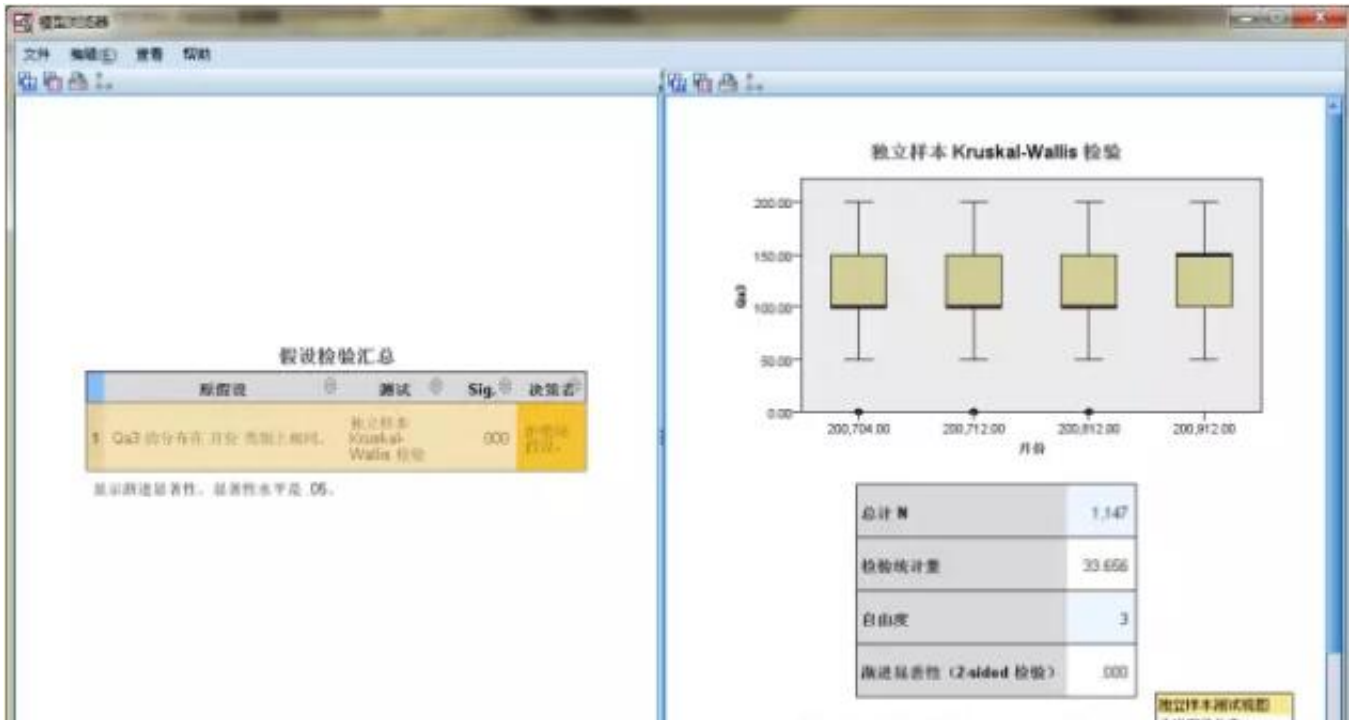 模型浏览器
文件 编辑(E) 查看 帮助
假设检验汇总
原假设 测试 Sig. 决策者
1 Qa3 的分布在 月份 类别上相同。 独立样本 Kruskal-Wallis 检验 .000 拒绝原假设。
显示渐进显著性。显著性水平是 .05。
独立样本 Kruskal-Wallis 检验
200.00
150.00
100.00
50.00
0.00
Qa3
200,704.00 200,712.00 200,812.00 200,912.00
月份
总计 N 1,147
检验统计量 33.656
自由度 3
渐进显著性（2-sided 检验） .000
独立样本测试视图